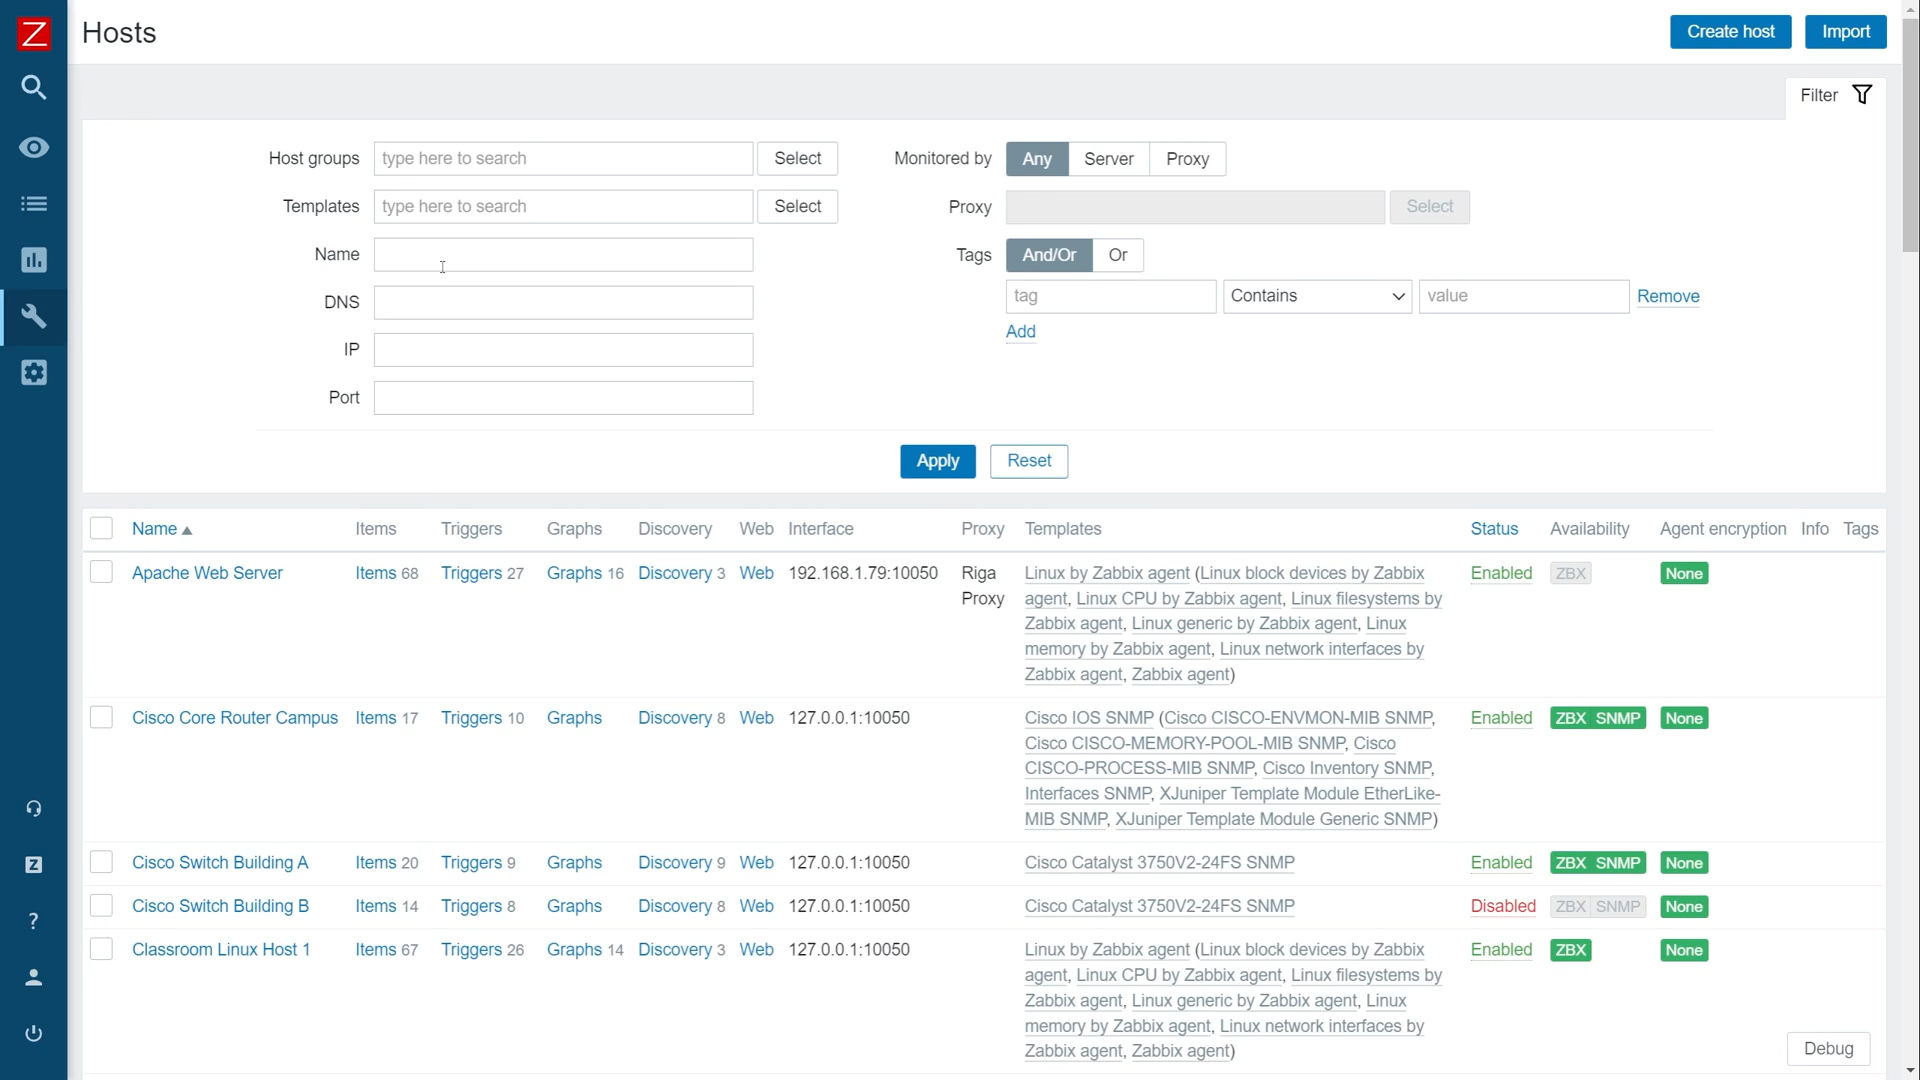 Z
Hosts
Create host
Import
Filter
Host groups type here to search Select
Monitored by Any Server Proxy
Templates type here to search Select
Proxy Select
Name
Tags And/Or Or
DNS
tag Contains value Remove
Add
IP
Port
Apply Reset
Name Items Triggers Graphs Discovery Web Interface Proxy Templates Status Availability Agent encryption Info Tags
Apache Web Server Items 68 Triggers 27 Graphs 16 Discovery 3 Web 192.168.1.79:10050 Riga Linux by Zabbix agent (Linux block devices by Zabbix Enabled ZBX None
Proxy agent, Linux CPU by Zabbix agent, Linux filesystems by
Zabbix agent, Linux generic by Zabbix agent, Linux
memory by Zabbix agent, Linux network interfaces by
Zabbix agent, Zabbix agent)
Cisco Core Router Campus Items 17 Triggers 10 Graphs Discovery 8 Web 127.0.0.1:10050 Cisco IOS SNMP (Cisco CISCO-ENVMON-MIB SNMP, Enabled ZBX SNMP None
Cisco CISCO-MEMORY-POOL-MIB SNMP, Cisco
CISCO-PROCESS-MIB SNMP, Cisco Inventory SNMP,
Interfaces SNMP, XJuniper Template Module EtherLike-
MIB SNMP, XJuniper Template Module Generic SNMP)
Cisco Switch Building A Items 20 Triggers 9 Graphs Discovery 9 Web 127.0.0.1:10050 Cisco Catalyst 3750V2-24FS SNMP Enabled ZBX SNMP None
Cisco Switch Building B Items 14 Triggers 8 Graphs Discovery 8 Web 127.0.0.1:10050 Cisco Catalyst 3750V2-24FS SNMP Disabled ZBX SNMP None
Classroom Linux Host 1 Items 67 Triggers 26 Graphs 14 Discovery 3 Web 127.0.0.1:10050 Linux by Zabbix agent (Linux block devices by Zabbix Enabled ZBX None
agent, Linux CPU by Zabbix agent, Linux filesystems by
Zabbix agent, Linux generic by Zabbix agent, Linux
memory by Zabbix agent, Linux network interfaces by
Zabbix agent, Zabbix agent)
Z
?
Debug